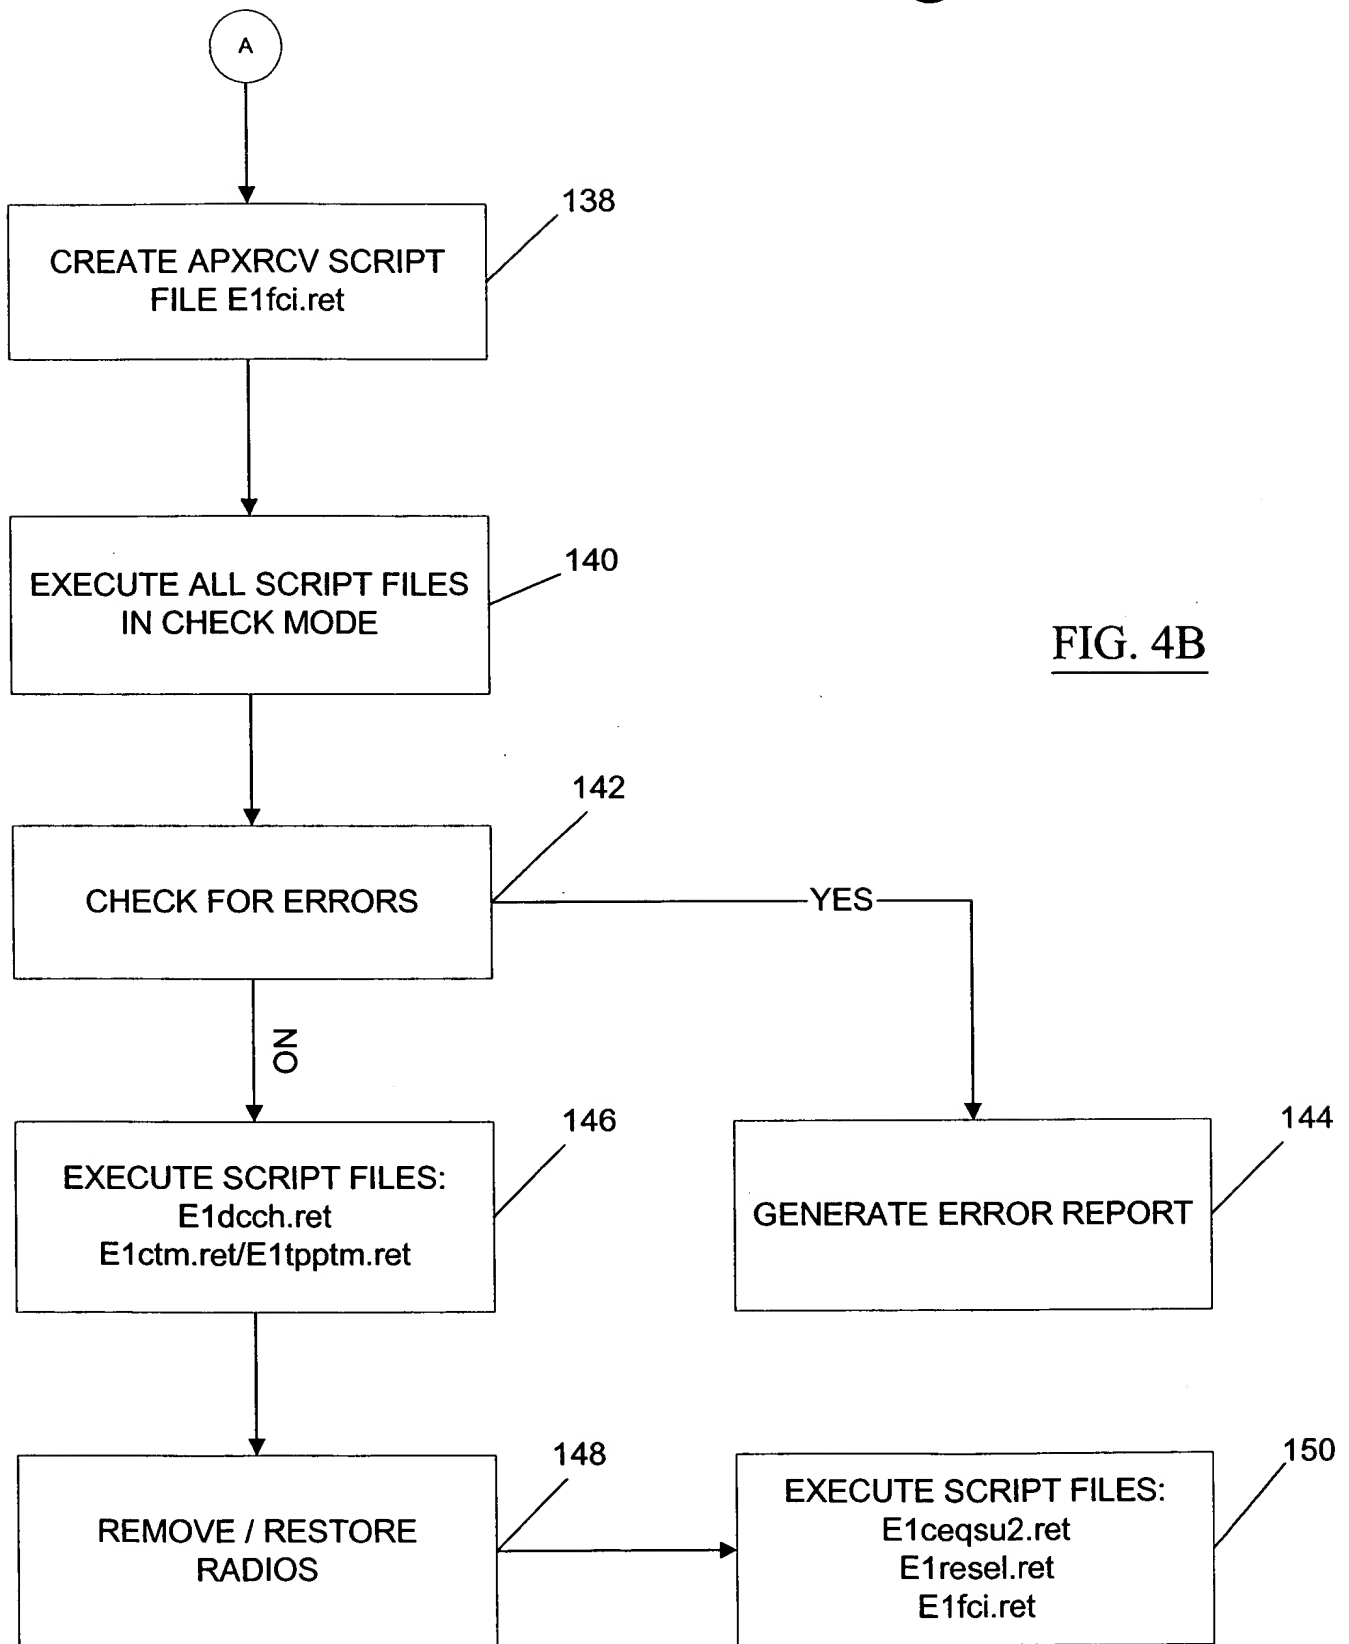 A
138
CREATE APXRCV SCRIPT
FILE E1fci.ret
140
EXECUTE ALL SCRIPT FILES
IN CHECK MODE
FIG. 4B
142
CHECK FOR ERRORS
YES
NO
146
EXECUTE SCRIPT FILES:
E1dcch.ret
E1ctm.ret/E1tpptm.ret
144
GENERATE ERROR REPORT
148
REMOVE / RESTORE
RADIOS
150
EXECUTE SCRIPT FILES:
E1ceqsu2.ret
E1resel.ret
E1fci.ret